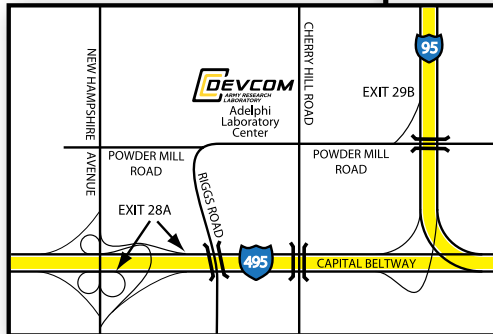 95
NEW HAMPSHIRE
AVENUE
CHERRY HILL ROAD
DEVCOM
ARMY RESEARCH
LABORATORY
Adelphi
Laboratory
Center
EXIT 29B
POWDER MILL
ROAD
POWDER MILL
ROAD
RIGGS ROAD
EXIT 28A
495
CAPITAL BELTWAY